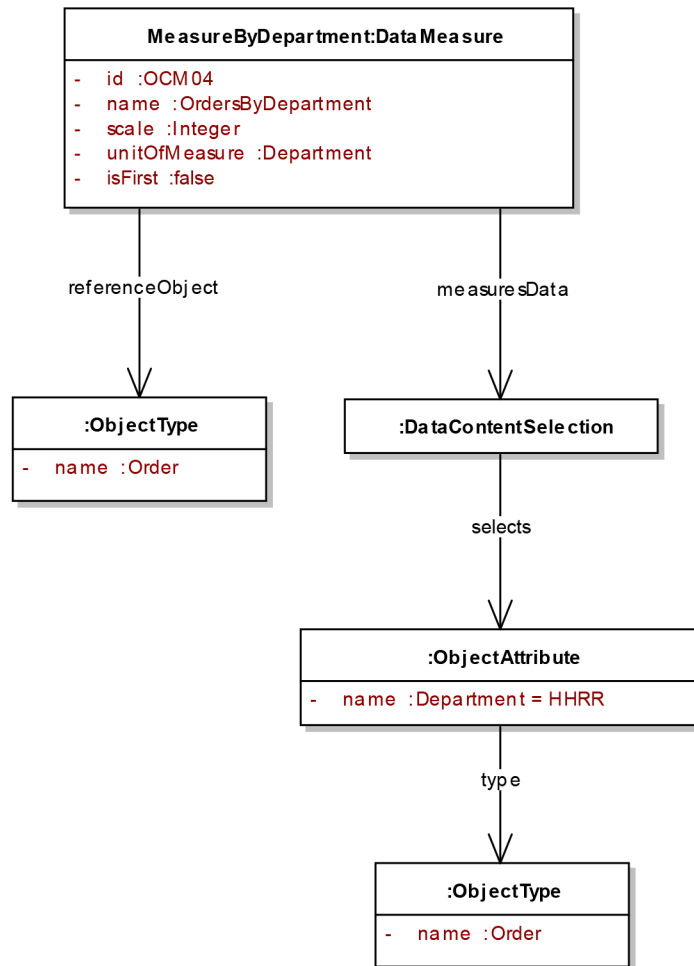 MeasureByDepartment:DataMeasure
- id :OCM04
- name :OrdersByDepartment
- scale :Integer
- unitOfMeasure :Department
- isFirst :false
referenceObject
measuresData
:ObjectType
- name :Order
:DataContentSelection
selects
:ObjectAttribute
- name :Department = HHRR
type
:ObjectType
- name :Order